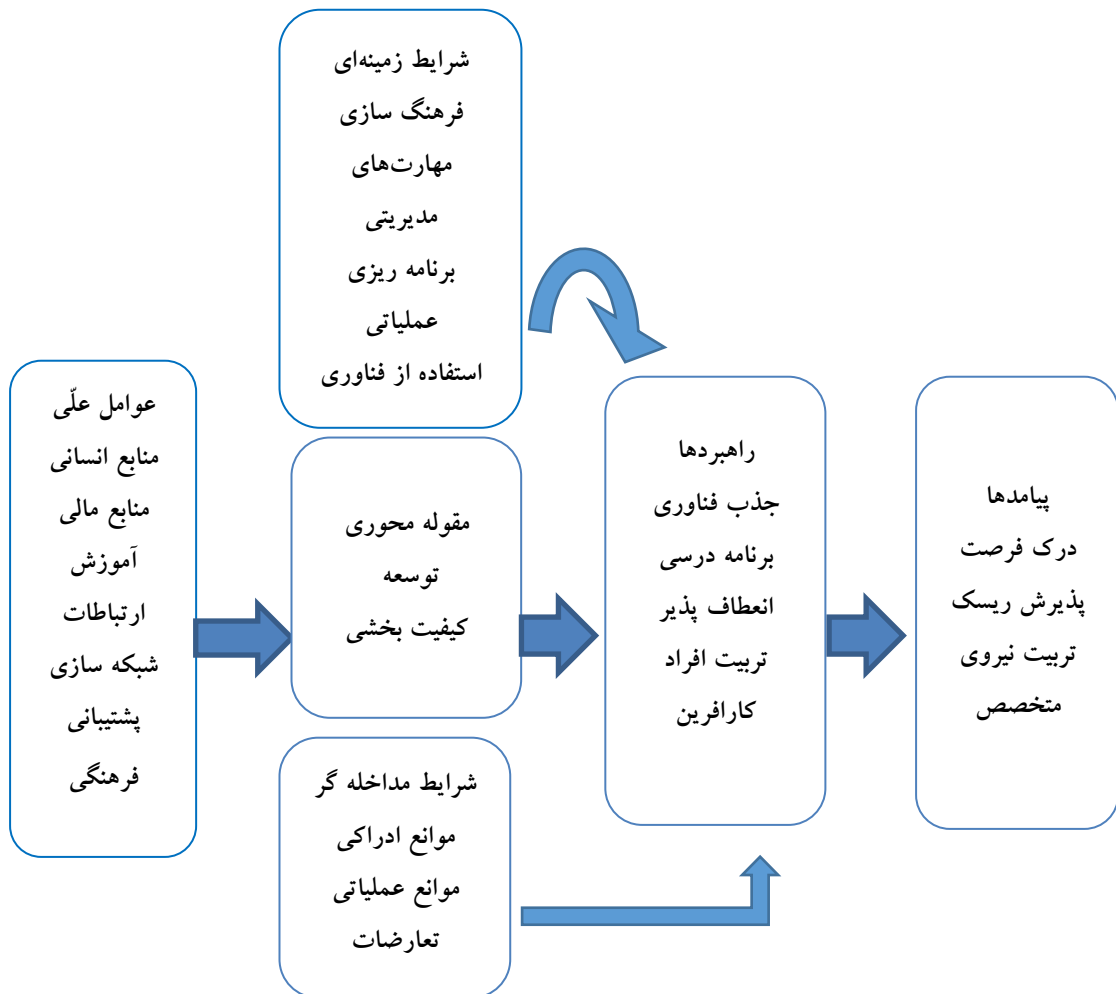 شرایط زمینه‌ای
فرهنگ سازی
مهارت‌های
مدیریتی
برنامه ریزی
عملیاتی
استفاده از فناوری
عوامل علّی
منابع انسانی
منابع مالی
آموزش
ارتباطات
شبکه سازی
پشتیبانی
فرهنگی
مقوله محوری
توسعه
کیفیت بخشی
راهبردها
جذب فناوری
برنامه درسی
انعطاف پذیر
تربیت افراد
کارافرین
پیامدها
درک فرصت
پذیرش ریسک
تربیت نیروی
متخصص
شرایط مداخله گر
موانع ادراکی
موانع عملیاتی
تعارضات